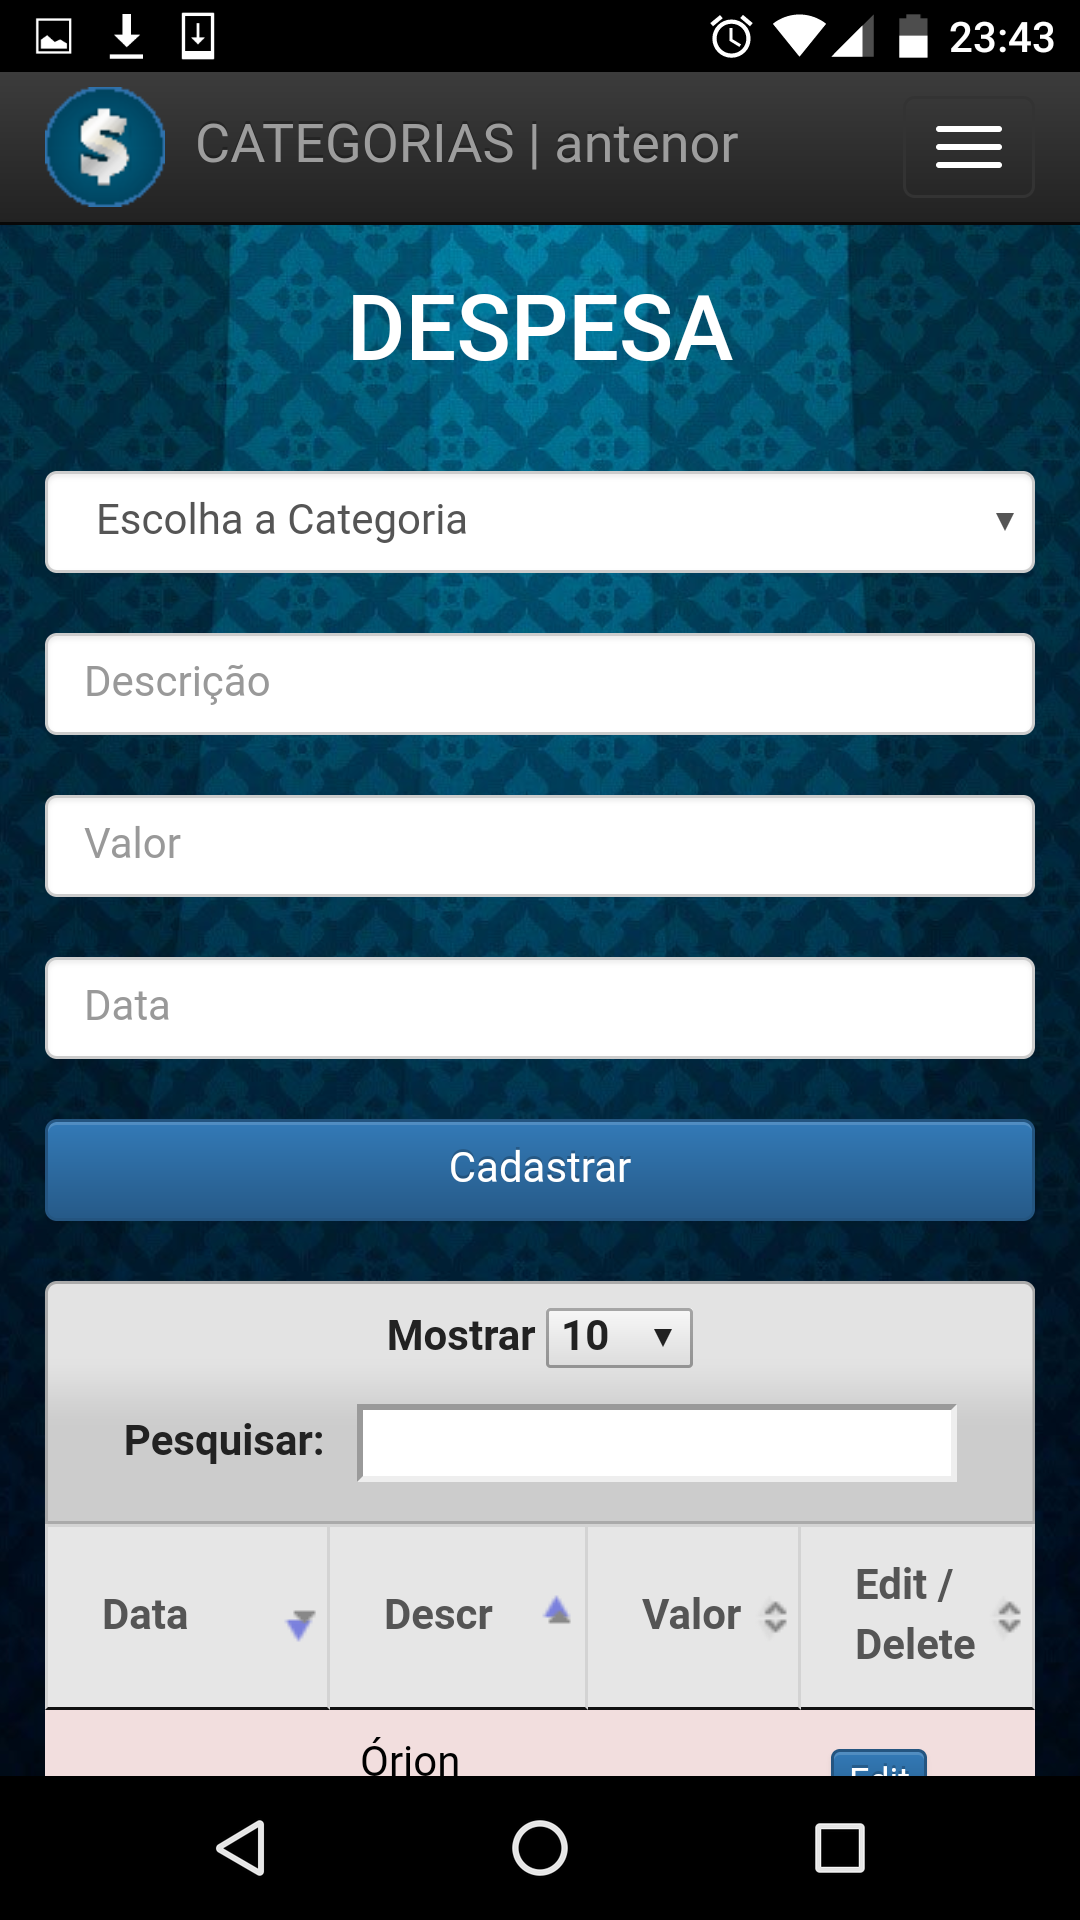 23:43
$ CATEGORIAS | antenor
DESPESA
Escolha a Categoria
Descrição
Valor
Data
Cadastrar
Mostrar 10
Pesquisar:
Data Descr Valor Edit / Delete
Órion
Edit